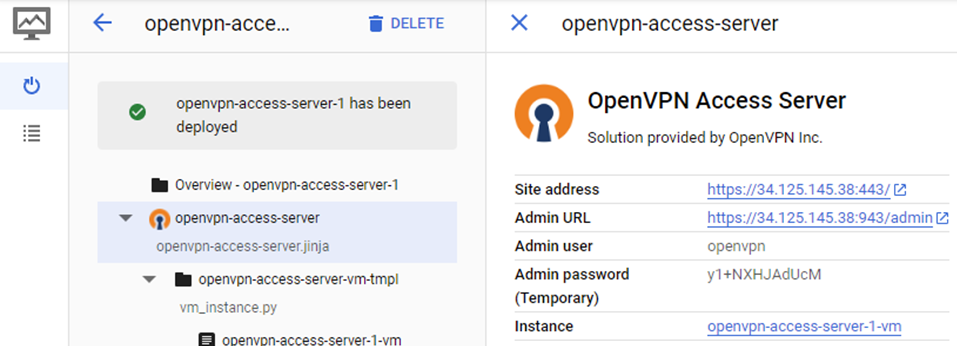 openvpn-acce...
DELETE
openvpn-access-server-1 has been
deployed
Overview - openvpn-access-server-1
openvpn-access-server
openvpn-access-server.jinja
openvpn-access-server-vm-tmpl
vm_instance.py
openvpn-access-server-1-vm
openvpn-access-server
OpenVPN Access Server
Solution provided by OpenVPN Inc.
Site address https://34.125.145.38:443/
Admin URL https://34.125.145.38:943/admin
Admin user openvpn
Admin password y1+NXHJAdUcM
(Temporary)
Instance openvpn-access-server-1-vm